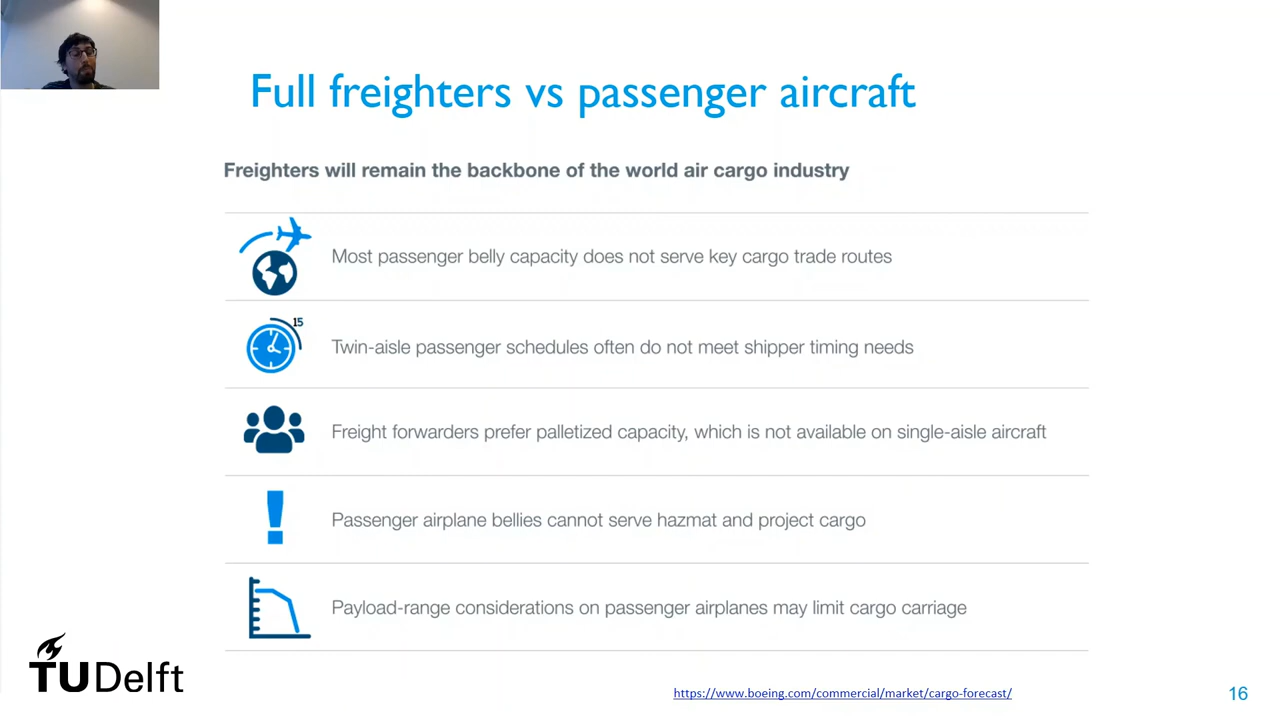 Full freighters vs passenger aircraft
Freighters will remain the backbone of the world air cargo industry
Most passenger belly capacity does not serve key cargo trade routes
15
Twin-aisle passenger schedules often do not meet shipper timing needs
Freight forwarders prefer palletized capacity, which is not available on single-aisle aircraft
Passenger airplane bellies cannot serve hazmat and project cargo
Payload-range considerations on passenger airplanes may limit cargo carriage
TU Delft
https://www.boeing.com/commercial/market/cargo-forecast/
16